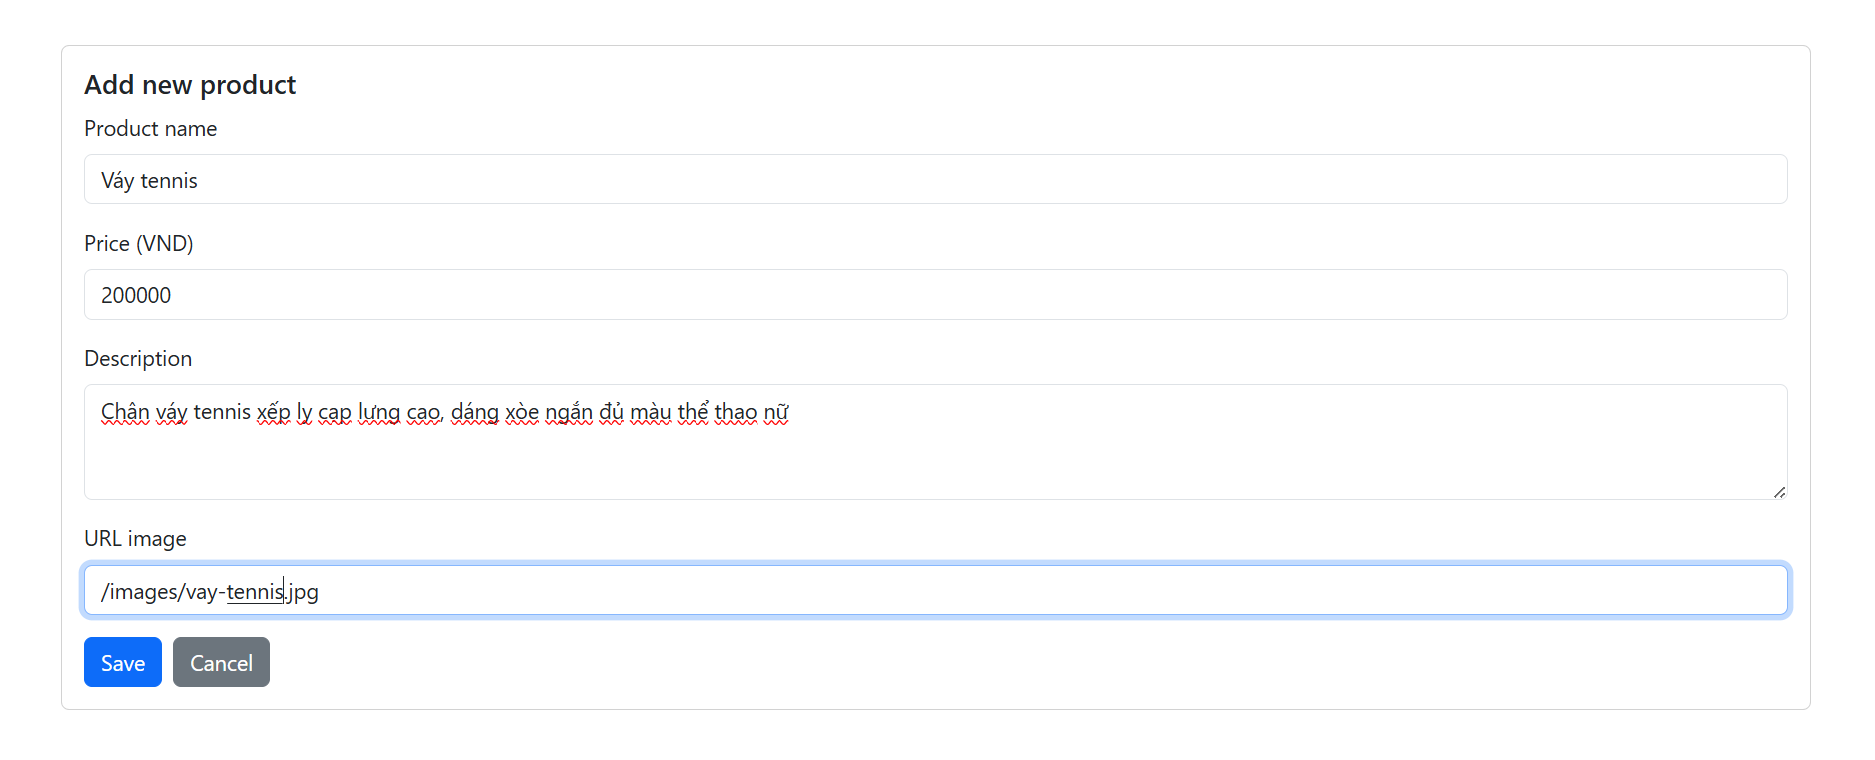 Add new product
Product name
Váy tennis
Price (VND)
200000
Description
Chân váy tennis xếp ly cap lưng cao, dáng xòe ngắn đủ màu thể thao nữ
URL image
/images/vay-tennis.jpg
Save Cancel